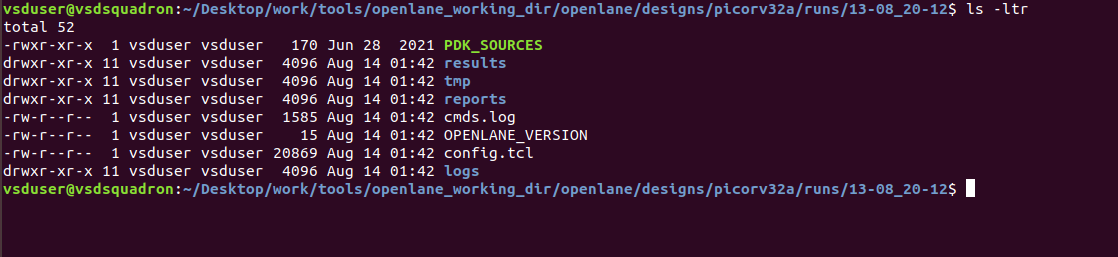 vsduser@vsdsquadron:~/Desktop/work/tools/openlane_working_dir/openlane/designs/picorv32a/runs/13-08_20-12$ ls -ltr
total 52
-rwxr-xr-x  1 vsduser vsduser   170 Jun 28  2021 PDK_SOURCES
drwxr-xr-x 11 vsduser vsduser  4096 Aug 14 01:42 results
drwxr-xr-x 11 vsduser vsduser  4096 Aug 14 01:42 tmp
drwxr-xr-x 11 vsduser vsduser  4096 Aug 14 01:42 reports
-rw-r--r--  1 vsduser vsduser  1585 Aug 14 01:42 cmds.log
-rw-r--r--  1 vsduser vsduser    15 Aug 14 01:42 OPENLANE_VERSION
-rw-r--r--  1 vsduser vsduser 20869 Aug 14 01:42 config.tcl
drwxr-xr-x 11 vsduser vsduser  4096 Aug 14 01:42 logs
vsduser@vsdsquadron:~/Desktop/work/tools/openlane_working_dir/openlane/designs/picorv32a/runs/13-08_20-12$